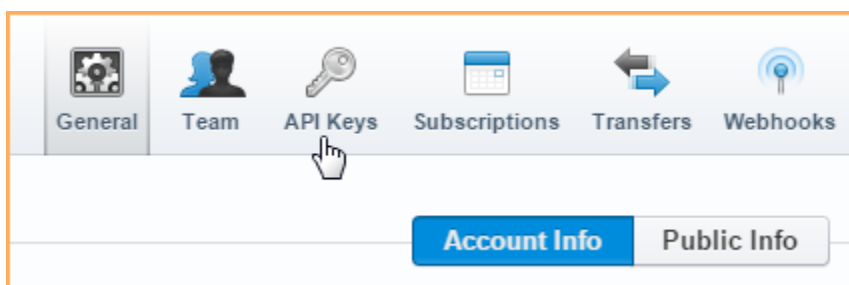 General Team API Keys Subscriptions Transfers Webhooks
Account Info Public Info